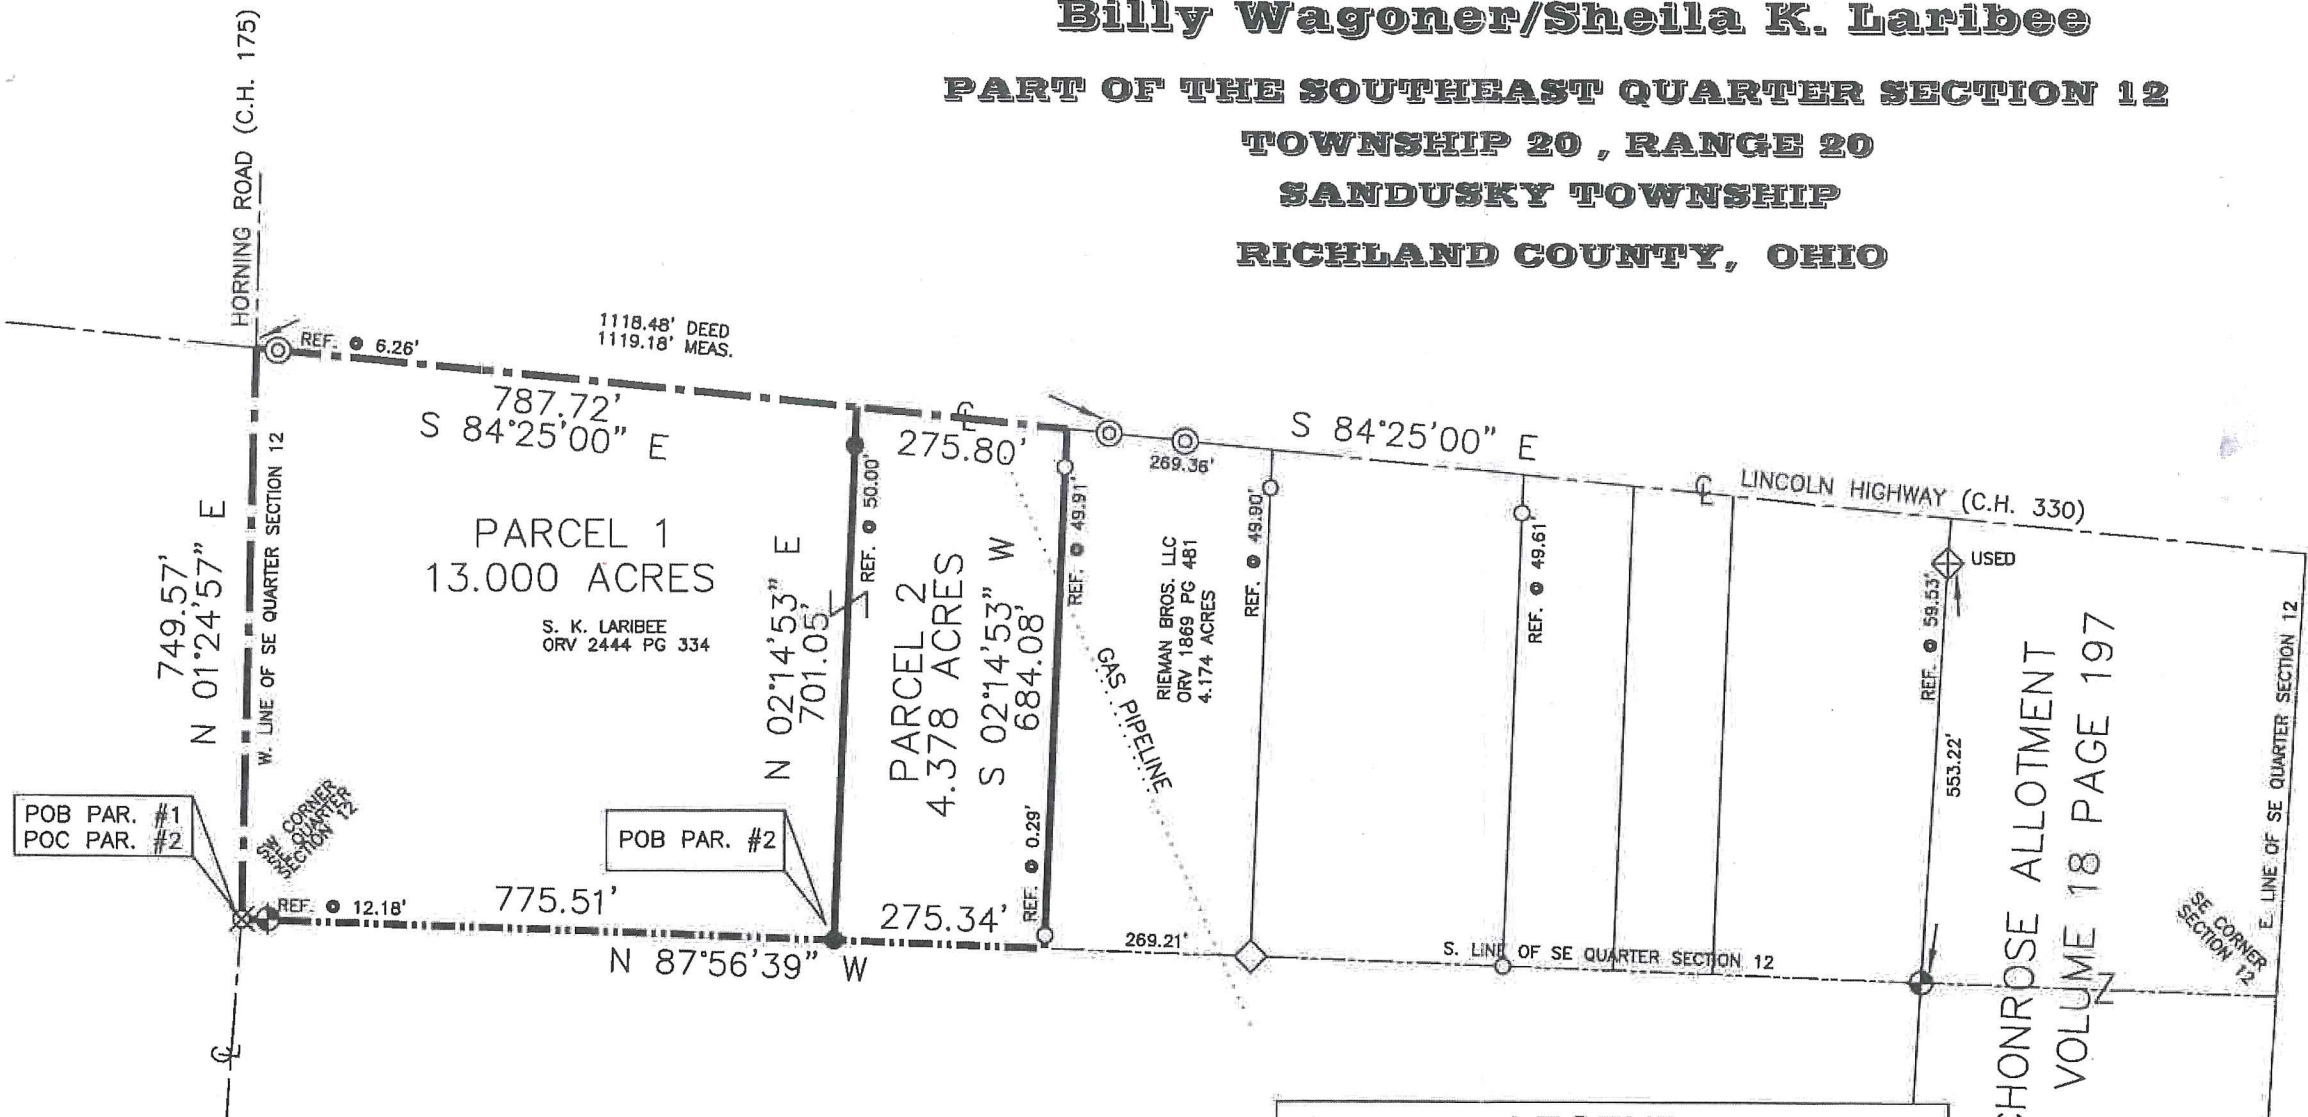 Billy Wagoner/Sheila K. Laribee
PART OF THE SOUTHEAST QUARTER SECTION 12
TOWNSHIP 20 , RANGE 20
SANDUSKY TOWNSHIP
RICHLAND COUNTY, OHIO
HORNING ROAD (C.H. 175)
REF. @ 6.26'
1118.48' DEED
1119.18' MEAS.
787.72'
S 84°25'00" E
℄
275.80'
269.36'
S 84°25'00" E
℄
LINCOLN HIGHWAY (C.H. 330)
749.57'
N 01°24'57" E
W. LINE OF SE QUARTER SECTION 12
PARCEL 1
13.000 ACRES
S. K. LARIBEE
ORV 2444 PG 334
N 02°14'53" E
701.05'
REF. @ 50.00'
PARCEL 2
4.378 ACRES
S 02°14'53" W
684.08'
REF. @ 49.91'
REF. @ 0.29'
GAS PIPELINE
RIEMAN BROS. LLC
ORV 1869 PG 481
4.174 ACRES
REF. @ 49.90'
REF. @ 49.61'
USED
REF. @ 59.53'
553.22'
CHONROSE ALLOTMENT
VOLUME 18 PAGE 197
E. LINE OF SE QUARTER SECTION 12
SE CORNER
SECTION 12
POB PAR. #1
POC PAR. #2
SW CORNER
SE QUARTER
SECTION 12
POB PAR. #2
REF. @ 12.18'
775.51'
275.34'
N 87°56'39" W
269.21'
S. LINE OF SE QUARTER SECTION 12
℄